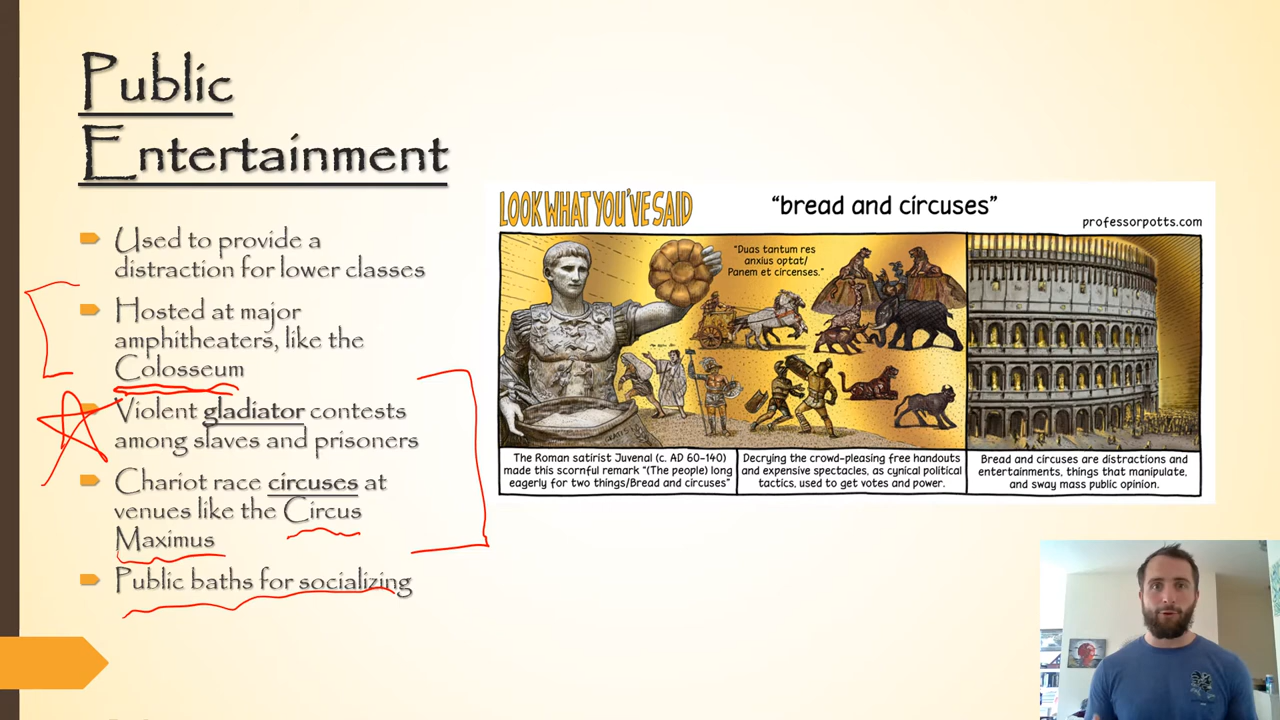 Public
Entertainment
Used to provide a
distraction for lower classes
Hosted at major
amphitheaters, like the
Colosseum
Violent gladiator contests
among slaves and prisoners
Chariot race circuses at
venues like the Circus
Maximus
Public baths for socializing
LOOK WHAT YOU'VE SAID
"bread and circuses"
professorpotts.com
"Duas tantum res
anxius optat/
Panem et circenses."
The Roman satirist Juvenal (c. AD 60-140)
made this scornful remark "(The people) long
eagerly for two things/Bread and circuses"
Decrying the crowd-pleasing free handouts
and expensive spectacles, as cynical political
tactics, used to get votes and power.
Bread and circuses are distractions and
entertainments, things that manipulate,
and sway mass public opinion.